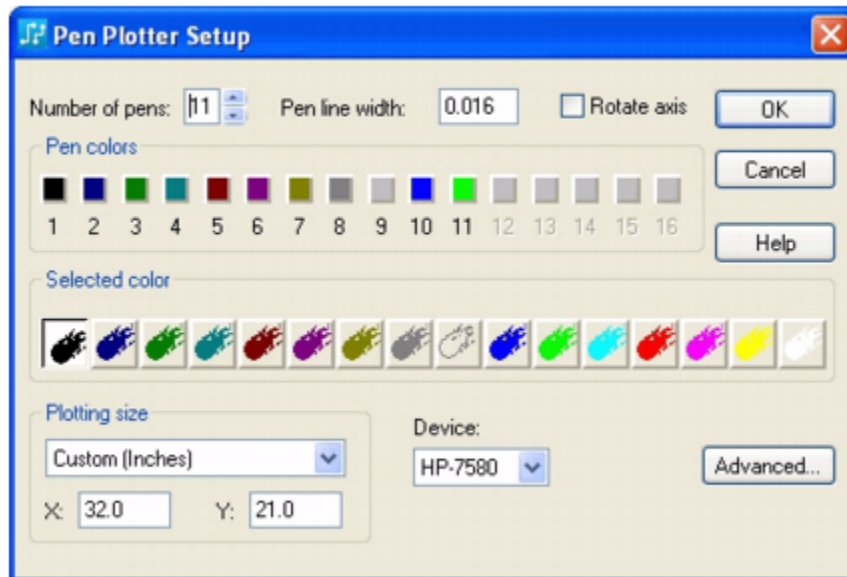 Pen Plotter Setup
Number of pens: 11 Pen line width: 0.016 Rotate axis OK
Pen colors
Cancel
1 2 3 4 5 6 7 8 9 10 11 12 13 14 15 16
Help
Selected color
Plotting size
Device:
Custom (Inches) HP-7580 Advanced...
X: 32.0 Y: 21.0